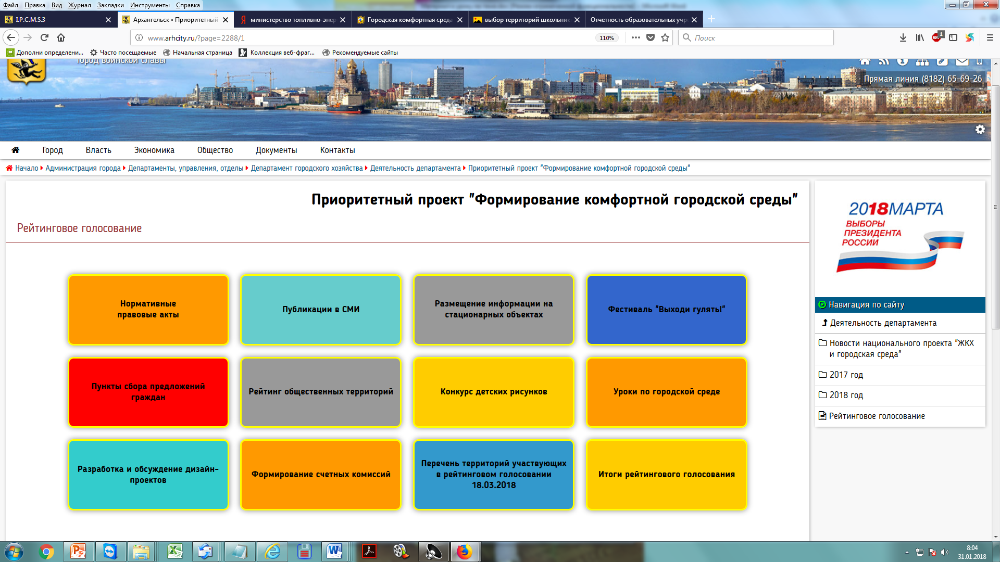 Файл Правка Вид Журнал Закладки Инструменты Справка
I.P.C.M.S.3
Архангельск • Приоритетный
министерство топливно-энер
Городская комфортная среда
выбор территорий школьник
Отчетность образовательных учр
www.arhcity.ru/?page=2288/1
110%
Поиск
1
Дополни определени...
Часто посещаемые
Начальная страница
Коллекция веб-фраг...
Рекомендуемые сайты
город воинской славы
Прямая линия (8182) 65-69-26
Город Власть Экономика Общество Документы Контакты
Начало Администрация города Департаменты, управления, отделы Департамент городского хозяйства Деятельность департамента Приоритетный проект "Формирование комфортной городской среды"
Приоритетный проект "Формирование комфортной городской среды"
Рейтинговое голосование
Нормативные
правовые акты
Публикации в СМИ
Размещение информации на
стационарных объектах
Фестиваль "Выходи гулять!"
Пункты сбора предложений
граждан
Рейтинг общественных территорий
Конкурс детских рисунков
Уроки по городской среде
Разработка и обсуждение дизайн-
проектов
Формирование счетных комиссий
Перечень территорий участвующих
в рейтинговом голосовании
18.03.2018
Итоги рейтингового голосования
2018МАРТА
ВЫБОРЫ
ПРЕЗИДЕНТА
РОССИИ
Навигация по сайту
Деятельность департамента
Новости национального проекта "ЖКХ
и городская среда"
2017 год
2018 год
Рейтинговое голосование
8:04
31.01.2018